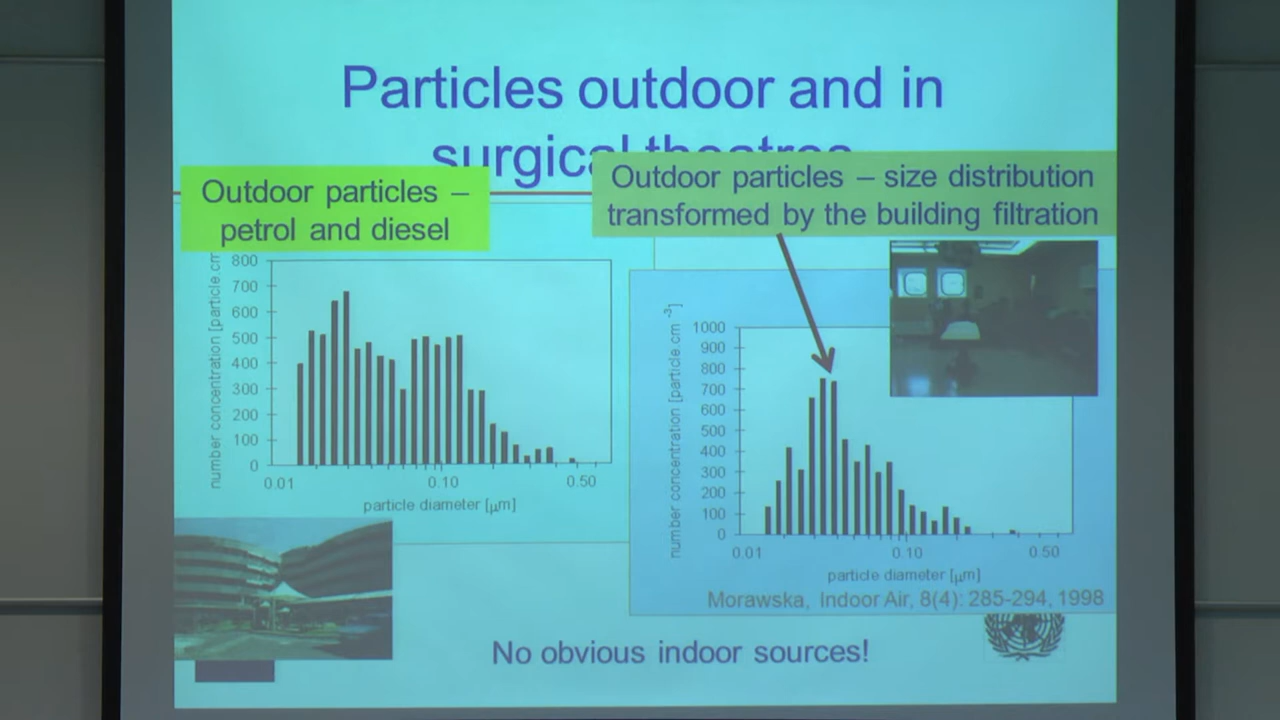 Particles outdoor and in
surgical theatres
Outdoor particles –
petrol and diesel
Outdoor particles – size distribution
transformed by the building filtration
number concentration [particle.cm
800
700
600
500
400
300
200
100
0
0.01 0.10 0.50
particle diameter [µm]
number concentration [particle.cm -3]
1000
900
800
700
600
500
400
300
200
100
0
0.01 0.10 0.50
particle diameter [µm]
Morawska, Indoor Air, 8(4): 285-294, 1998
No obvious indoor sources!